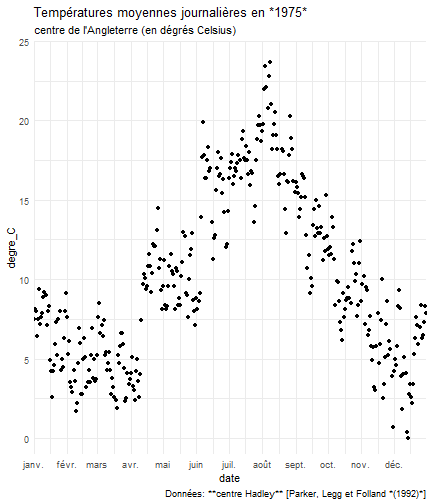 Températures moyennes journalières en *1975*
centre de l'Angleterre (en dégrés Celsius)
degre_C
25
20
15
10
5
0
janv. févr. mars avr. mai juin juil. août sept. oct. nov. déc.
date
Données: **centre Hadley** [Parker, Legg et Folland *(1992)*]